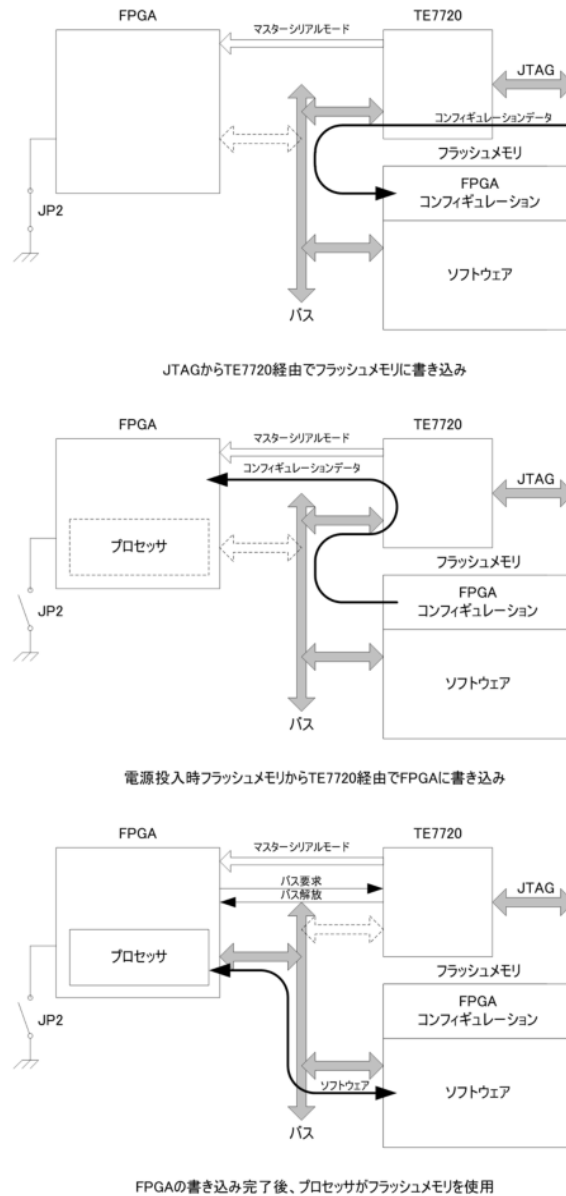 FPGA
TE7720
マスターシリアルモード
JTAG
コンフィギュレーションデータ
フラッシュメモリ
FPGA
コンフィギュレーション
JP2
ソフトウェア
バス
JTAGからTE7720経由でフラッシュメモリに書き込み
FPGA
TE7720
マスターシリアルモード
コンフィギュレーションデータ
JTAG
プロセッサ
フラッシュメモリ
FPGA
コンフィギュレーション
JP2
ソフトウェア
バス
電源投入時フラッシュメモリからTE7720経由でFPGAに書き込み
FPGA
TE7720
マスターシリアルモード
バス要求
バス解放
JTAG
プロセッサ
フラッシュメモリ
FPGA
コンフィギュレーション
JP2
ソフトウェア
ソフトウェア
バス
FPGAの書き込み完了後、プロセッサがフラッシュメモリを使用